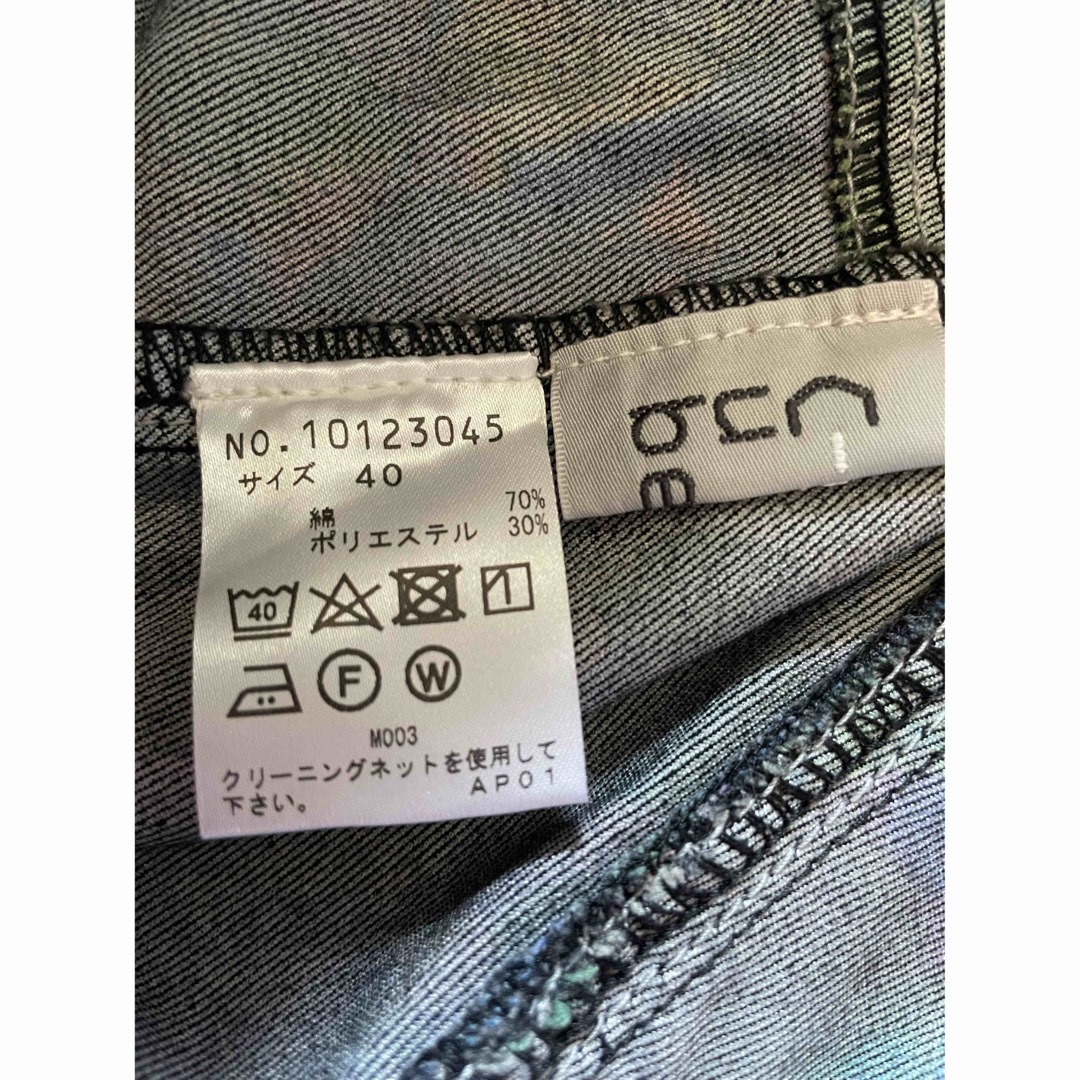 NO.10123045
サイズ 40
綿 70%
ポリエステル 30%
40 1
F W
M003
クリーニングネットを使用して
下さい。 AP01